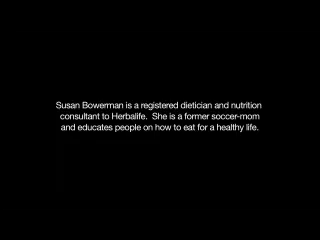 Susan Bowerman is a registered dietician and nutrition
consultant to Herbalife.  She is a former soccer-mom
and educates people on how to eat for a healthy life.